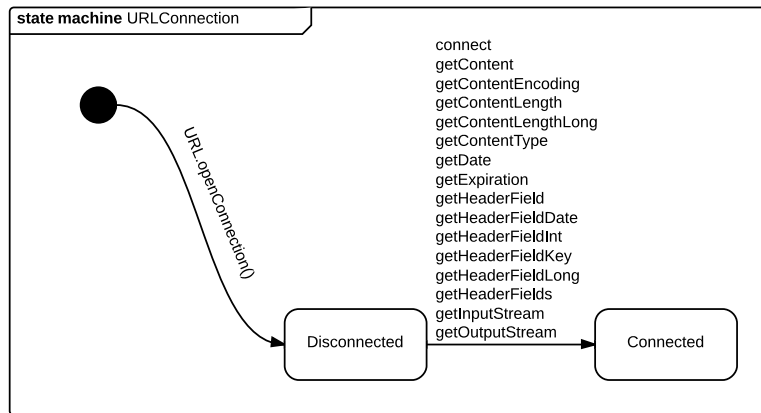 state machine URLConnection
connect
getContent
getContentEncoding
getContentLength
getContentLengthLong
getContentType
getDate
getExpiration
getHeaderField
getHeaderFieldDate
getHeaderFieldInt
getHeaderFieldKey
getHeaderFieldLong
getHeaderFields
getInputStream
getOutputStream
URL.openConnection()
Disconnected
Connected